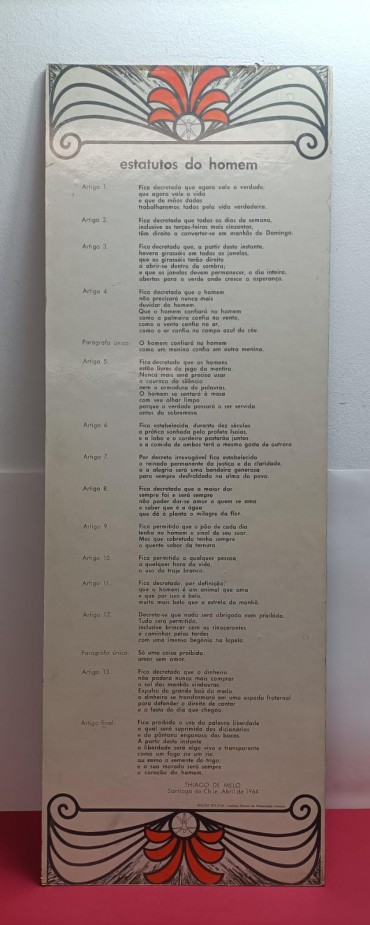 estatutos do homem
Artigo 1. Fica decretado que agora vale a verdade,
que agora vale a vida
e que de mãos dadas
trabalharemos todos pela vida verdadeira.
Artigo 2. Fica decretado que todos os dias da semana,
inclusive as terças-feiras mais cinzentas,
têm direito a converter-se em manhãs de Domingo.
Artigo 3. Fica decretado que, a partir deste instante,
haverá girassóis em todas as janelas,
que os girassóis terão direito
a abrir-se dentro da sombra;
e que as janelas devem permanecer, o dia inteiro,
abertas para o verde onde cresce a esperança.
Artigo 4. Fica decretado que o homem
não precisará nunca mais
duvidar do homem.
Que o homem confiará no homem
como a palmeira confia no vento,
como o vento confia no ar,
como o ar confia no campo azul do céu.
Parágrafo único: O homem confiará no homem
como um menino confia em outro menino.
Artigo 5. Fica decretado que os homens
estão livres do jugo da mentira.
Nunca mais será preciso usar
a couraça do silêncio
nem a armadura de palavras.
O homem se sentará à mesa
com seu olhar limpo
porque a verdade passará a ser servida
antes da sobremesa.
Artigo 6. Fica estabelecida, durante dez séculos
a prática sonhada pelo profeta Isaías,
e o lobo e o cordeiro pastarão juntos
e a comida de ambos terá o mesmo gosto de aurora
Artigo 7. Por decreto irrevogável fica estabelecido
o reinado permanente da justiça e da claridade,
e a alegria será uma bandeira generosa
para sempre desfraldada na alma do povo.
Artigo 8. Fica decretado que a maior dor
sempre foi e será sempre
não poder dar-se amor a quem se ama
e saber que é a água
que dá à planta o milagre da flor.
Artigo 9. Fica permitido que o pão de cada dia
tenha no homem o sinal de seu suor.
Mas que sobretudo tenha sempre
o quente sabor da ternura.
Artigo 10. Fica permitido a qualquer pessoa,
a qualquer hora da vida,
o uso do traje branco.
Artigo 11. Fica decretado, por definição,
que o homem é um animal que ama
e que por isso é belo,
muito mais belo que a estrela da manhã.
Artigo 12. Decreta-se que nada será obrigado nem proibido.
Tudo será permitido,
inclusive brincar com os rinocerontes
e caminhar pelas tardes
com uma imensa begônia na lapela.
Parágrafo único: Só uma coisa proibida:
amar sem amor.
Artigo 13. Fica decretado que o dinheiro
não poderá nunca mais comprar
o sol das manhãs vindouras.
Expulso do grande baú do medo
o dinheiro se transformará em uma espada fraternal
para defender o direito de cantar
e a festa do dia que chegou.
Artigo final: Fica proibido o uso da palavra liberdade
a qual será suprimida dos dicionários
e do pântano enganoso das bocas.
A partir deste instante
a liberdade será algo vivo e transparente
como um fogo ou um rio,
ou como a semente do trigo,
e a sua morada será sempre
o coração do homem.
THIAGO DE MELO
Santiago do Chile, Abril de 1964